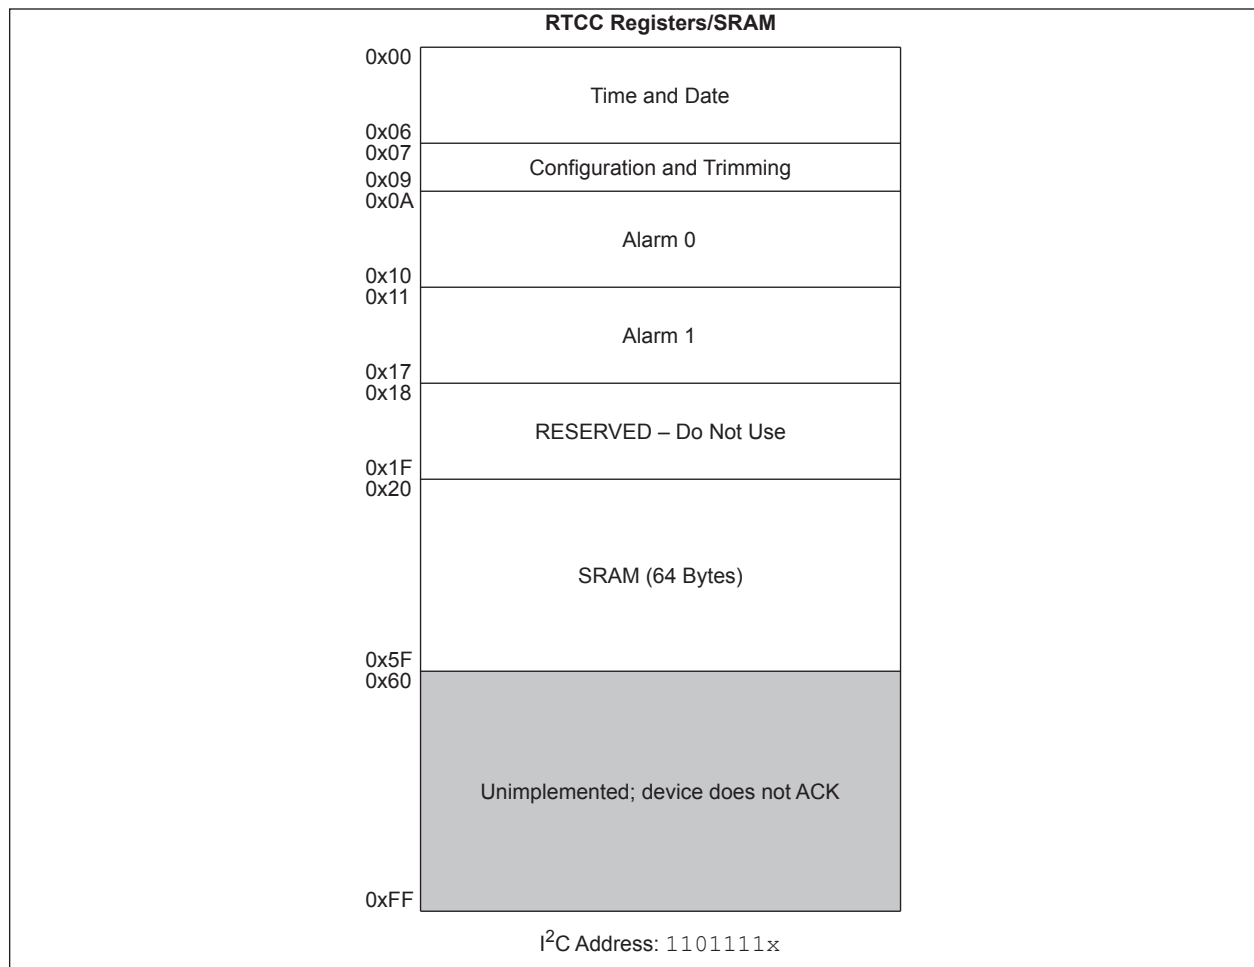 RTCC Registers/SRAM
0x00
Time and Date
0x06
0x07
Configuration and Trimming
0x09
0x0A
Alarm 0
0x10
0x11
Alarm 1
0x17
0x18
RESERVED – Do Not Use
0x1F
0x20
SRAM (64 Bytes)
0x5F
0x60
Unimplemented; device does not ACK
0xFF
I²C Address: 1101111x